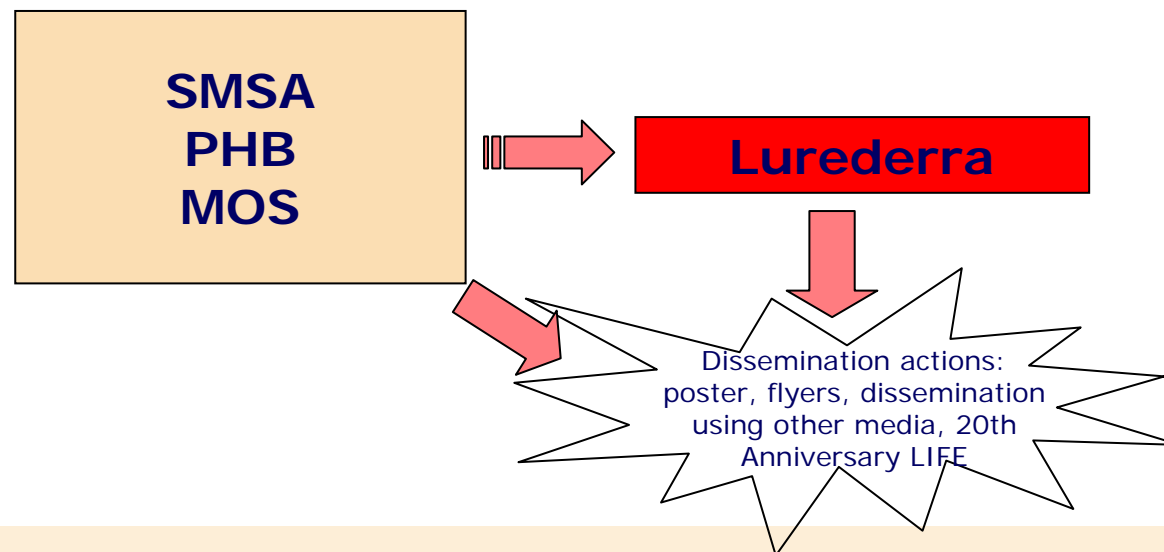 SMSA
PHB
MOS
Lurederra
Dissemination actions:
poster, flyers, dissemination
using other media, 20th
Anniversary LIFE